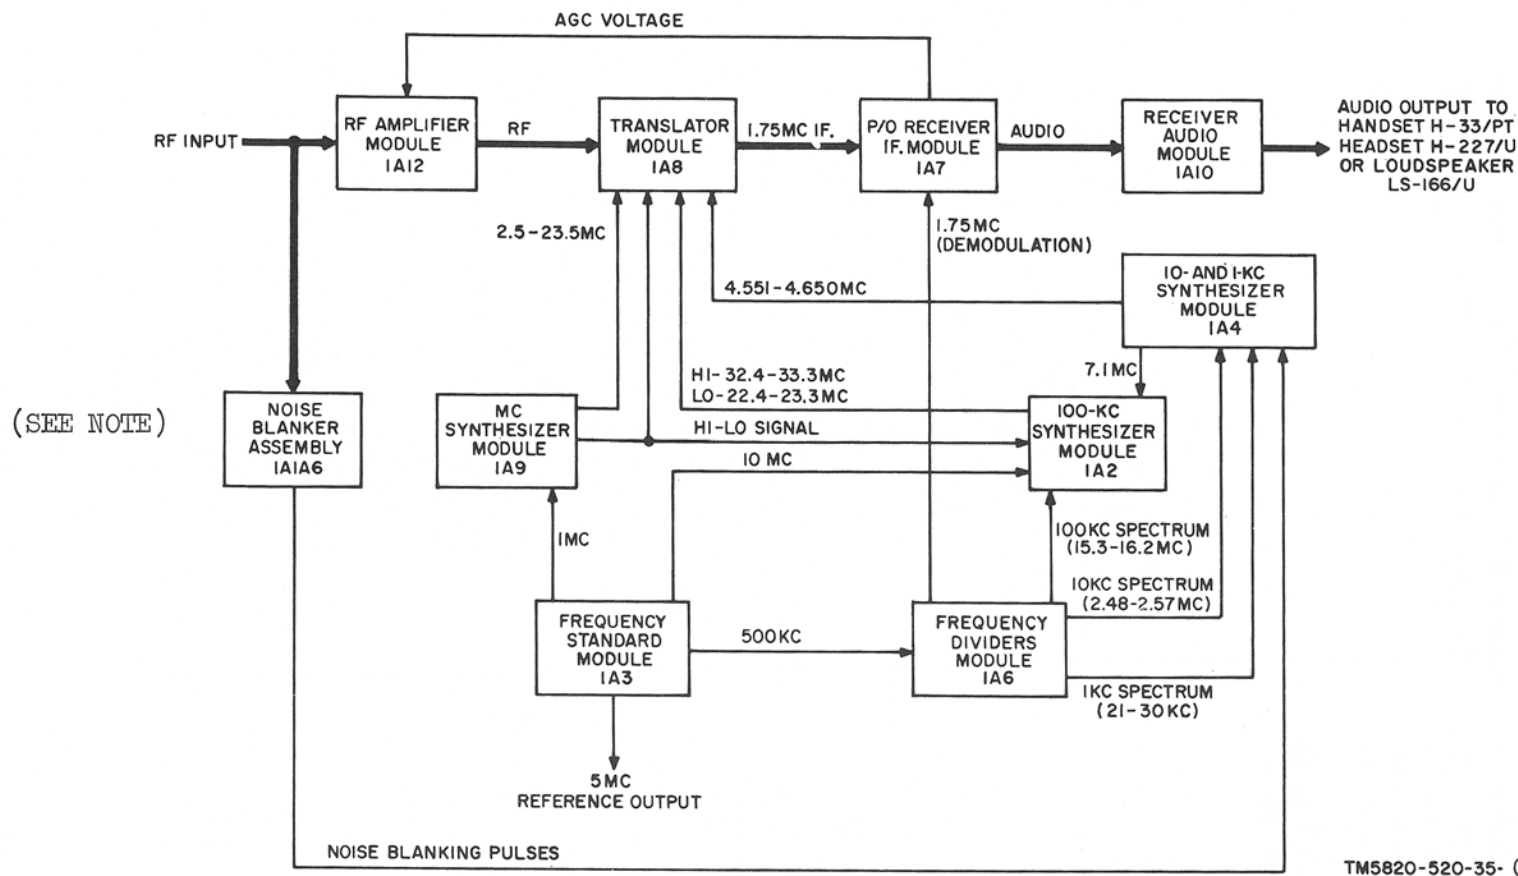 AGC VOLTAGE
RF INPUT
RF AMPLIFIER
MODULE
1A12
RF
TRANSLATOR
MODULE
1A8
1.75MC IF.
P/O RECEIVER
IF. MODULE
1A7
AUDIO
RECEIVER
AUDIO
MODULE
1A10
AUDIO OUTPUT TO
HANDSET H-33/PT
HEADSET H-227/U
OR LOUDSPEAKER
LS-166/U
2.5-23.5MC
1.75MC
(DEMODULATION)
4.551-4.650MC
10-AND 1-KC
SYNTHESIZER
MODULE
1A4
7.1MC
HI-32.4-33.3MC
LO-22.4-23.3MC
(SEE NOTE)
NOISE
BLANKER
ASSEMBLY
1A1A6
MC
SYNTHESIZER
MODULE
1A9
HI-LO SIGNAL
10 MC
100-KC
SYNTHESIZER
MODULE
1A2
1MC
100KC SPECTRUM
(15.3-16.2MC)
10KC SPECTRUM
(2.48-2.57MC)
FREQUENCY
STANDARD
MODULE
1A3
500KC
FREQUENCY
DIVIDERS
MODULE
1A6
1KC SPECTRUM
(21-30KC)
5MC
REFERENCE OUTPUT
NOISE BLANKING PULSES
TM5820-520-35- (